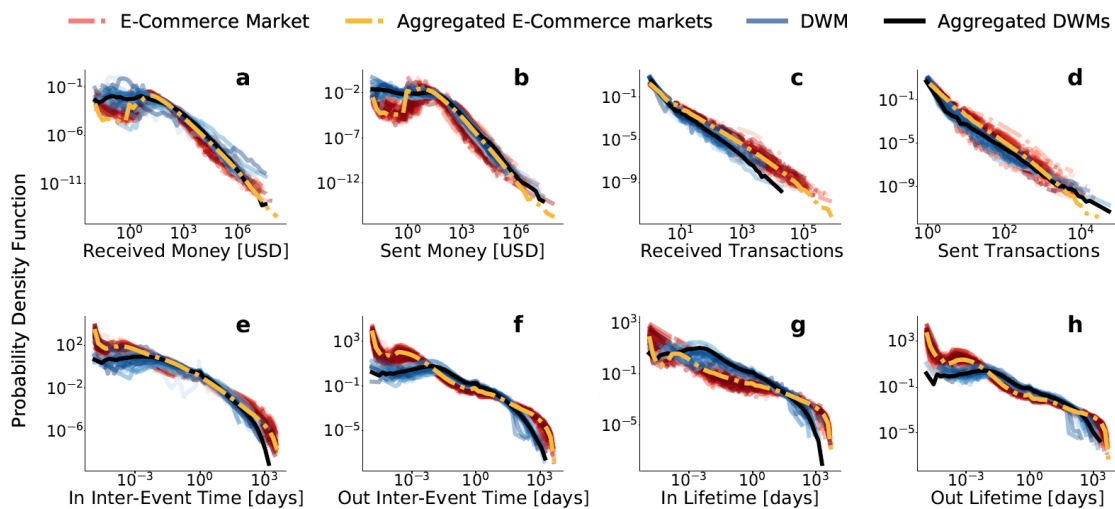 E-Commerce Market Aggregated E-Commerce markets DWM Aggregated DWMs
Probability Density Function
a
10⁻¹
10⁻⁶
10⁻¹¹
10⁰ 10³ 10⁶
Received Money [USD]
b
10⁻²
10⁻⁷
10⁻¹²
10⁰ 10³ 10⁶
Sent Money [USD]
c
10⁻¹
10⁻⁵
10⁻⁹
10¹ 10³ 10⁵
Received Transactions
d
10⁻¹
10⁻⁵
10⁻⁹
10⁰ 10² 10⁴
Sent Transactions
e
10²
10⁻²
10⁻⁶
10⁻³ 10⁰ 10³
In Inter-Event Time [days]
f
10³
10⁻¹
10⁻⁵
10⁻³ 10⁰ 10³
Out Inter-Event Time [days]
g
10³
10⁻¹
10⁻⁵
10⁻³ 10⁰ 10³
In Lifetime [days]
h
10³
10⁻¹
10⁻⁵
10⁻³ 10⁰ 10³
Out Lifetime [days]